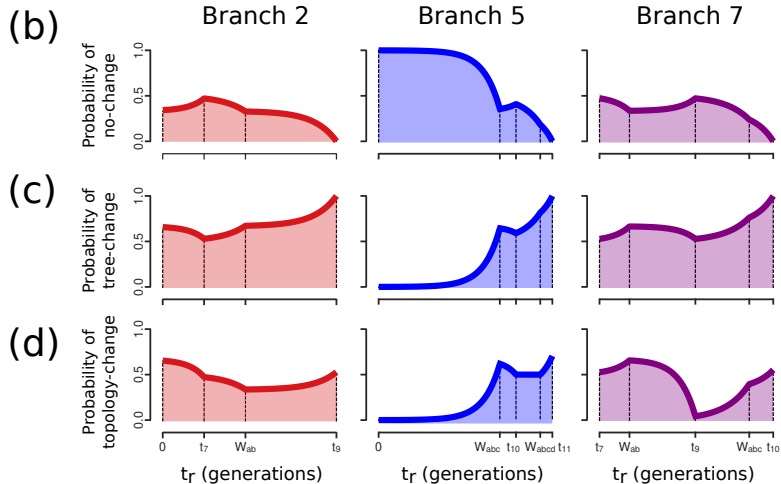 (b)
Branch 2 Branch 5 Branch 7
Probability of
no-change
0.0 0.5 1.0
(c)
Probability of
tree-change
0.0 0.5 1.0
(d)
Probability of
topology-change
0.0 0.5 1.0
0 t7 Wab t9
0 Wabc t10 Wabcd t11
t7 Wab t9 Wabc t10
tr (generations) tr (generations) tr (generations)